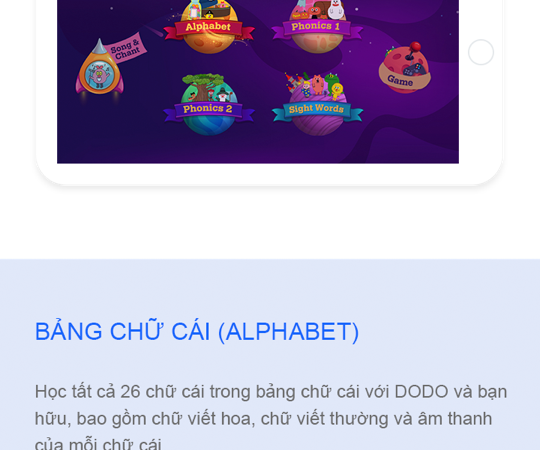 Alphabet
Phonics 1
Song &
Chant
Game
Phonics 2
Sight Words
BẢNG CHỮ CÁI (ALPHABET)
Học tất cả 26 chữ cái trong bảng chữ cái với DODO và bạn
hữu, bao gồm chữ viết hoa, chữ viết thường và âm thanh
của mỗi chữ cái